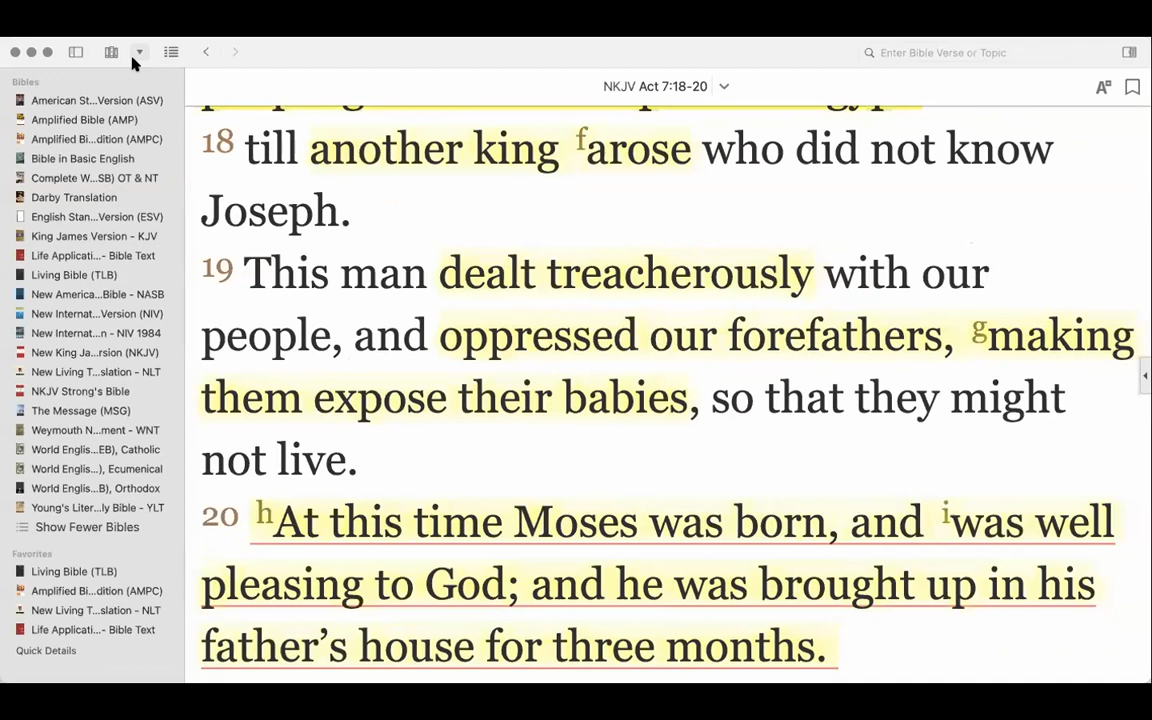 Enter Bible Verse or Topic
Bibles
American St...Version (ASV)
Amplified Bible (AMP)
Amplified Bi...dition (AMPC)
Bible in Basic English
Complete W...SB) OT & NT
Darby Translation
English Stan...Version (ESV)
King James Version - KJV
Life Applicati...- Bible Text
Living Bible (TLB)
New America...Bible - NASB
New Internat...Version (NIV)
New Internat...n - NIV 1984
New King Ja...rsion (NKJV)
New Living T...slation - NLT
NKJV Strong's Bible
The Message (MSG)
Weymouth N...ment - WNT
World Englis...EB), Catholic
World Englis...), Ecumenical
World Englis...B), Orthodox
Young's Liter...ly Bible - YLT
Show Fewer Bibles
Favorites
Living Bible (TLB)
Amplified Bi...dition (AMPC)
New Living T...slation - NLT
Life Applicati...- Bible Text
Quick Details
NKJV Act 7:18-20
18 till another king f arose who did not know
Joseph.
19 This man dealt treacherously with our
people, and oppressed our forefathers, g making
them expose their babies, so that they might
not live.
20 h At this time Moses was born, and i was well
pleasing to God; and he was brought up in his
father’s house for three months.